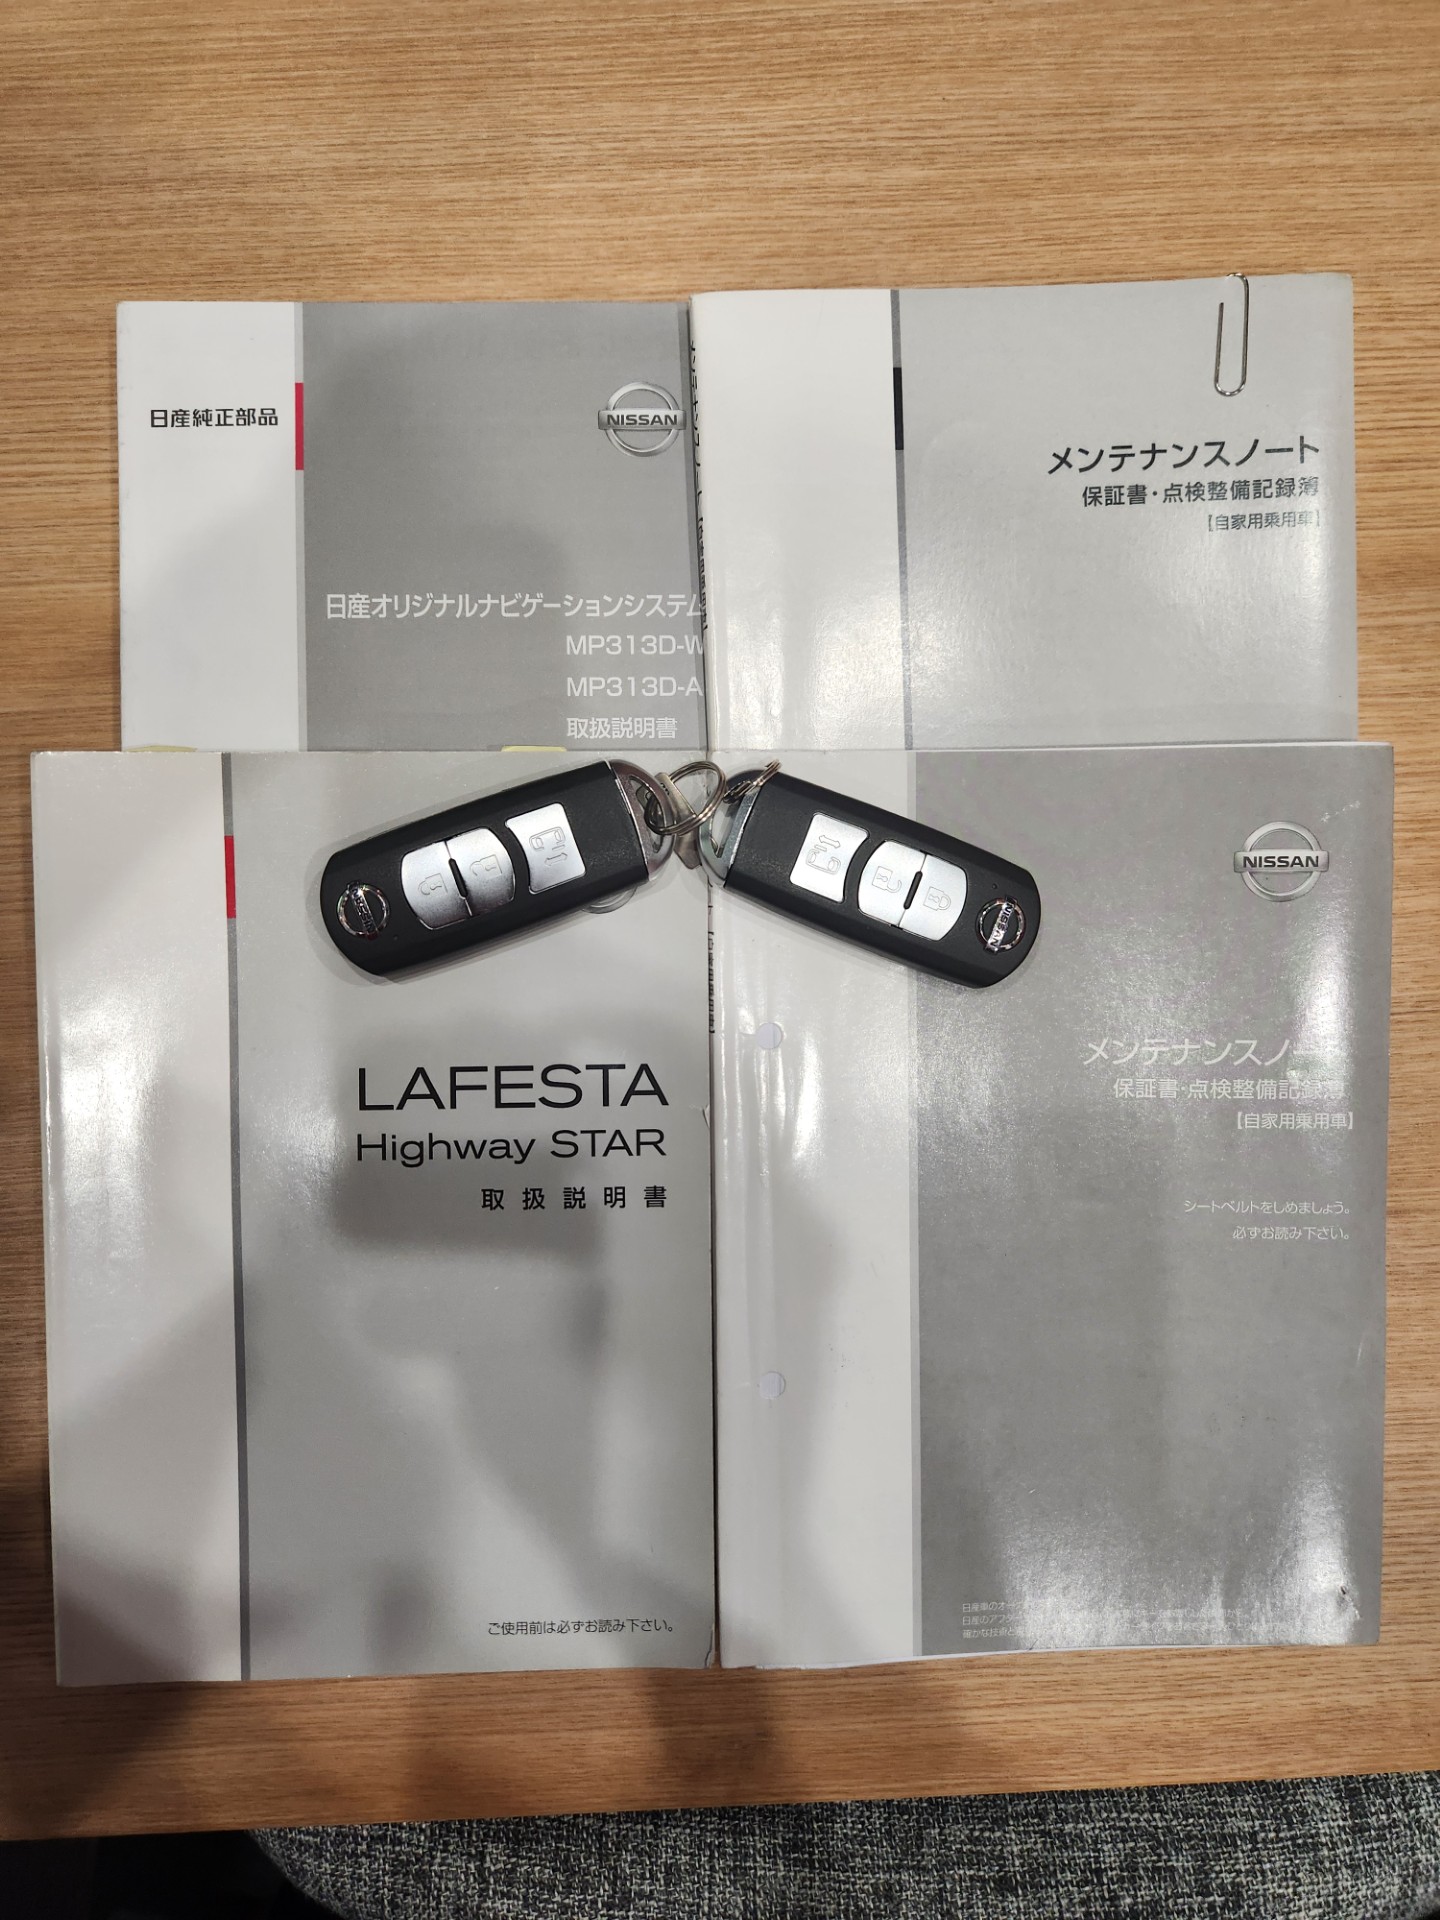 日産純正部品
NISSAN
日産オリジナルナビゲーションシステム
MP313D-W
MP313D-A
取扱説明書
メンテナンスノート
保証書・点検整備記録簿
【自家用乗用車】
NISSAN
NISSAN
LAFESTA
Highway STAR
取扱説明書
ご使用前は必ずお読み下さい。
NISSAN
メンテナンスノート
保証書・点検整備記録簿
【自家用乗用車】
シートベルトをしめましょう。
必ずお読み下さい。